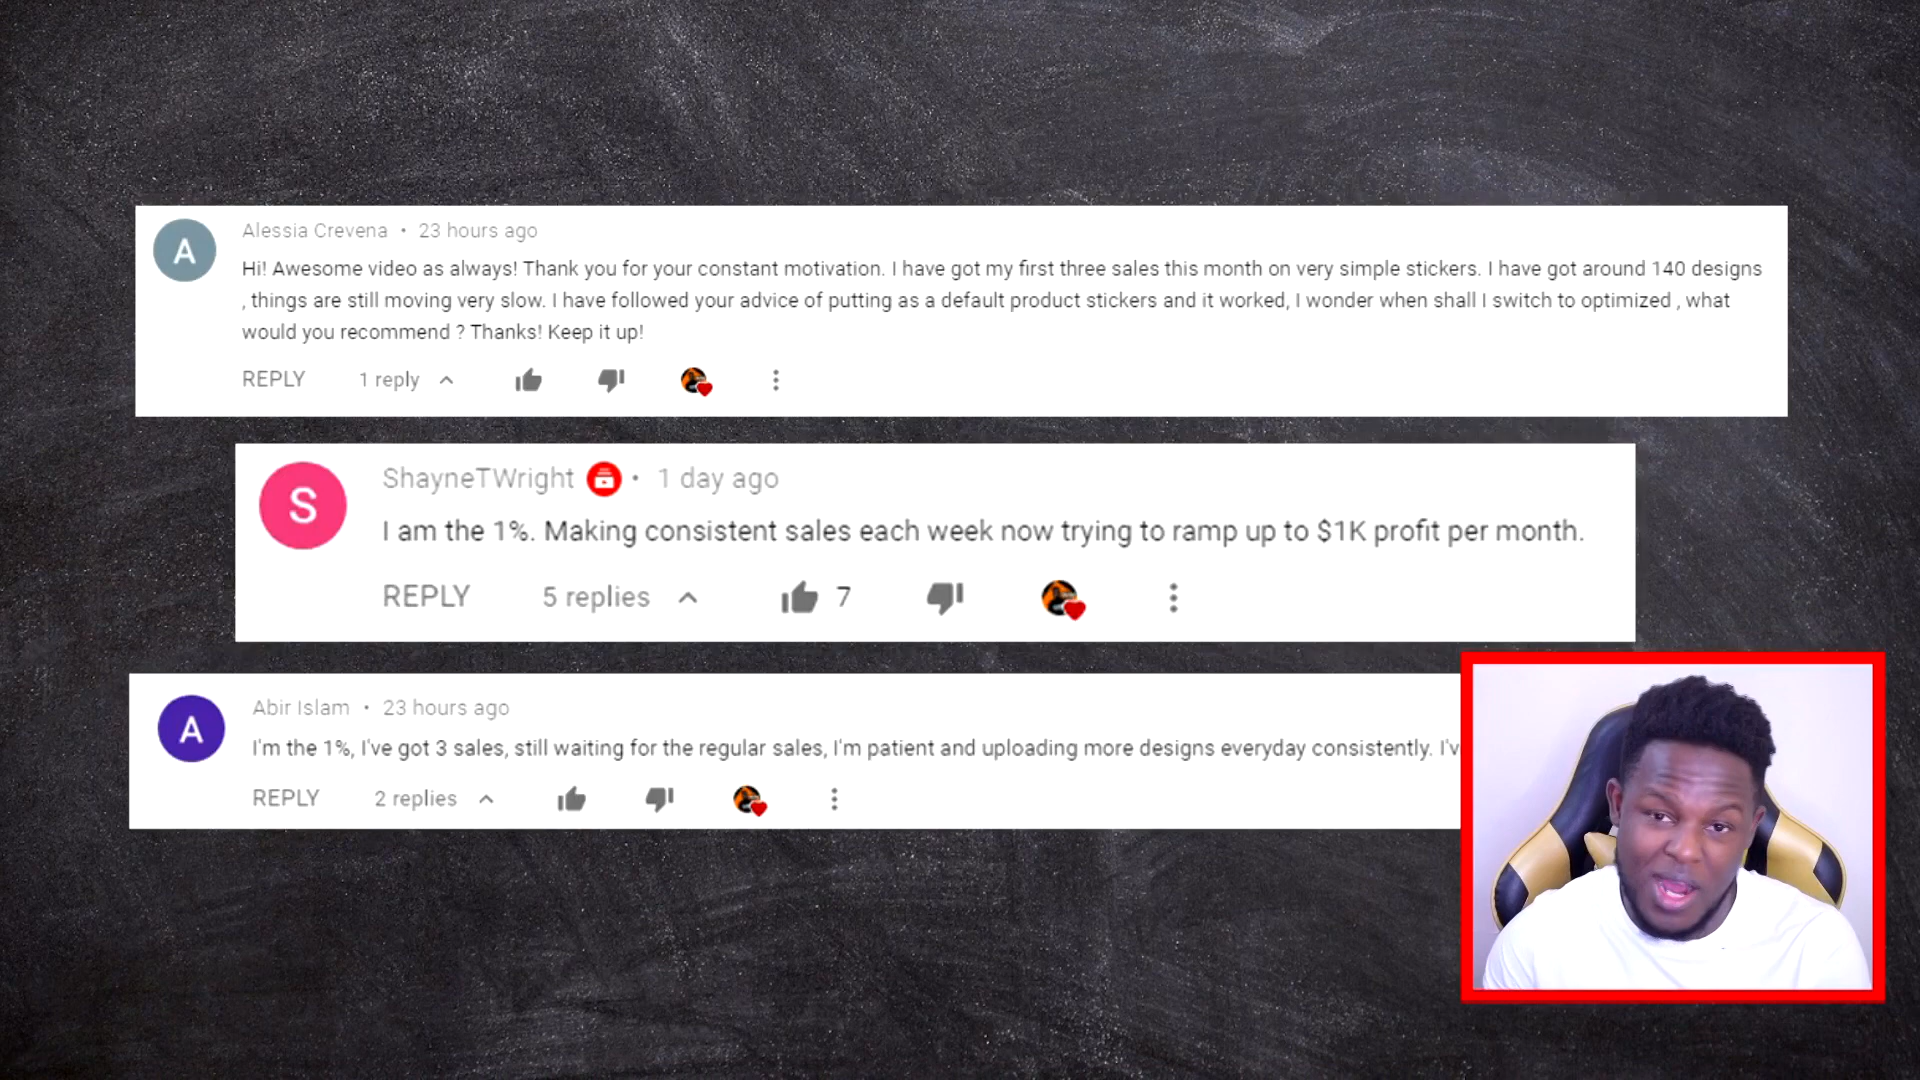 A
Alessia Crevena • 23 hours ago
Hi! Awesome video as always! Thank you for your constant motivation. I have got my first three sales this month on very simple stickers. I have got around 140 designs
, things are still moving very slow. I have followed your advice of putting as a default product stickers and it worked, I wonder when shall I switch to optimized , what
would you recommend ? Thanks! Keep it up!
REPLY 1 reply
S
ShayneTWright • 1 day ago
I am the 1%. Making consistent sales each week now trying to ramp up to $1K profit per month.
REPLY 5 replies 7
A
Abir Islam • 23 hours ago
I'm the 1%, I've got 3 sales, still waiting for the regular sales, I'm patient and uploading more designs everyday consistently. I'v
REPLY 2 replies